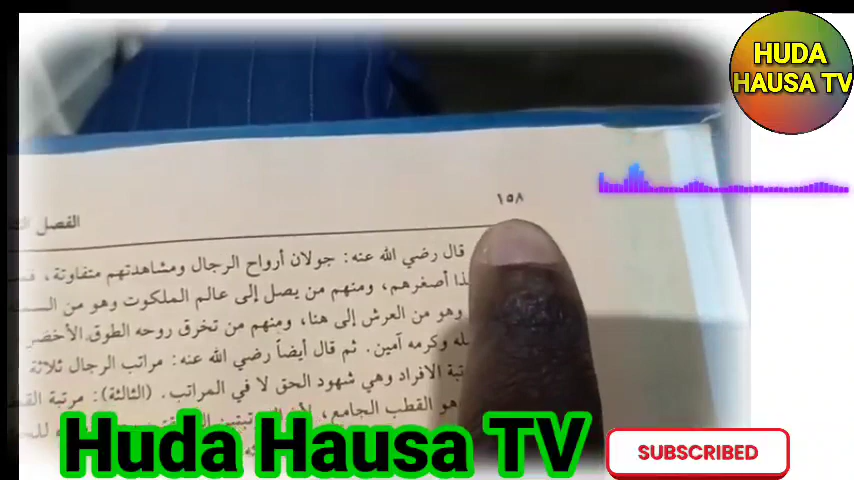 HUDA
HAUSA TV
١٥٨
الفصل
قال رضي الله عنه: جولان أرواح الرجال ومشاهدتهم متفاوتة،
أصغرهم، ومنهم من يصل إلى عالم الملكوت وهو من
وهو من العرش إلى هنا، ومنهم من تخرق روحه الطوق الأخضر
وكرمه آمين. ثم قال أيضاً رضي الله عنه: مراتب الرجال ثلاثة
الافراد وهي شهود الحق لا في المراتب. (الثالثة): مرتبة
هو القطب الجامع،
Huda Hausa TV
SUBSCRIBED